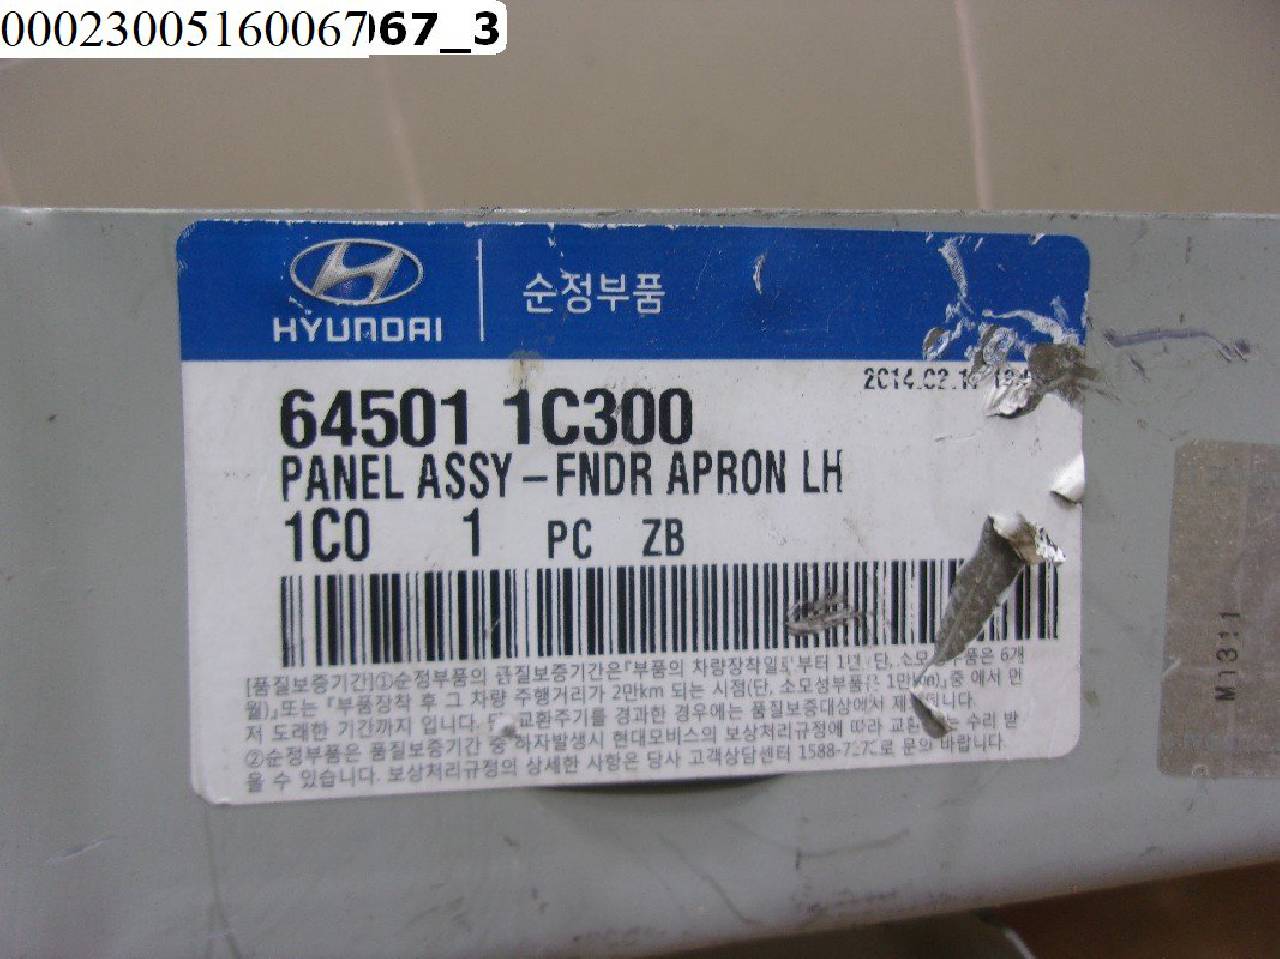 00023005160067 67_3
HYUNDAI 순정부품
2014.02.1
64501 1C300
PANEL ASSY-FNDR APRON LH
1C0 1 PC ZB
[품질보증기간]①순정부품의 품질보증기간은『부품의 차량장착일부터 1년(단, 소모성부품은 6개
월)』또는『부품장착 후 그 차량 주행거리가 2만km 되는 시점(단, 소모성부품은 1만km)』중 에서 먼
저 도래한 기간까지 입니다. 단, 교환주기를 경과한 경우에는 품질보증대상에서 제외됩니다.
②순정부품은 품질보증기간 중 하자발생시 현대모비스의 보상처리규정에 따라 교환 또는 수리 받
을 수 있습니다. 보상처리규정의 상세한 사항은 당사 고객상담센터 1588-7272로 문의 바랍니다.
M13:1